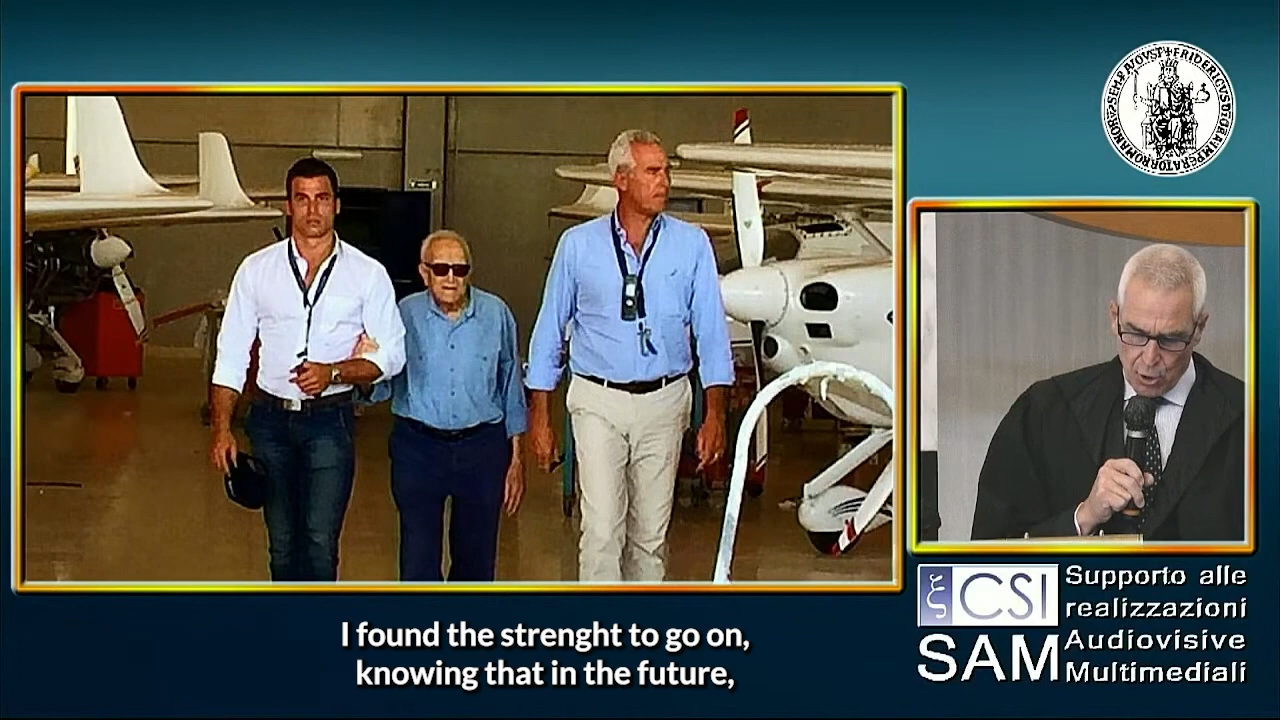 I found the strenght to go on,
knowing that in the future,
CSI
SAM
Supporto alle
realizzazioni
Audiovisive
Multimediali